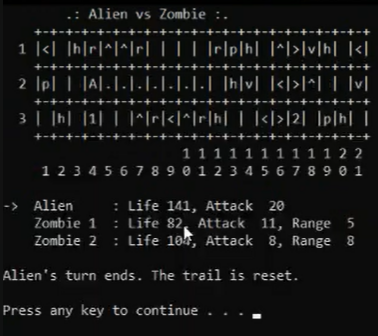 .: Alien vs Zombie :.
+-+-+-+-+-+-+-+-+-+-+-+-+-+-+-+-+-+-+-+-+-+
1 |<| |h|r|^|^|r| | | | |r|p|h| |^|>|v|h| |<|
+-+-+-+-+-+-+-+-+-+-+-+-+-+-+-+-+-+-+-+-+-+
2 |p| | |A|.|.|.|.|.|.|.| |h|v| |<|>|^| | |v|
+-+-+-+-+-+-+-+-+-+-+-+-+-+-+-+-+-+-+-+-+-+
3 | |h| |1| | |^|r|<|^|r|h| | |<|>|2| |p|h| |
+-+-+-+-+-+-+-+-+-+-+-+-+-+-+-+-+-+-+-+-+-+
1 1 1 1 1 1 1 1 1 1 2 2
1 2 3 4 5 6 7 8 9 0 1 2 3 4 5 6 7 8 9 0 1
-> Alien : Life 141, Attack 20
Zombie 1 : Life 82, Attack 11, Range 5
Zombie 2 : Life 104, Attack 8, Range 8
Alien's turn ends. The trail is reset.
Press any key to continue . . . _